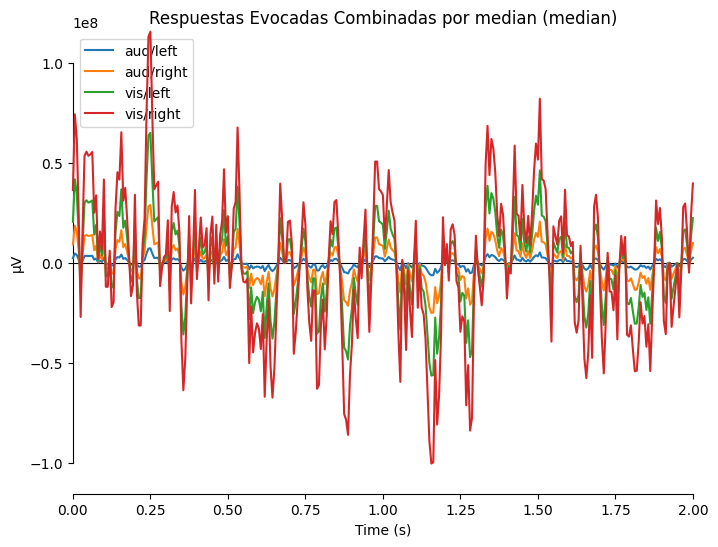 Respuestas Evocadas Combinadas por median (median)
1e8
aud/left
aud/right
vis/left
vis/right
1.0
0.5
0.0
−0.5
−1.0
µV
0.00 0.25 0.50 0.75 1.00 1.25 1.50 1.75 2.00
Time (s)